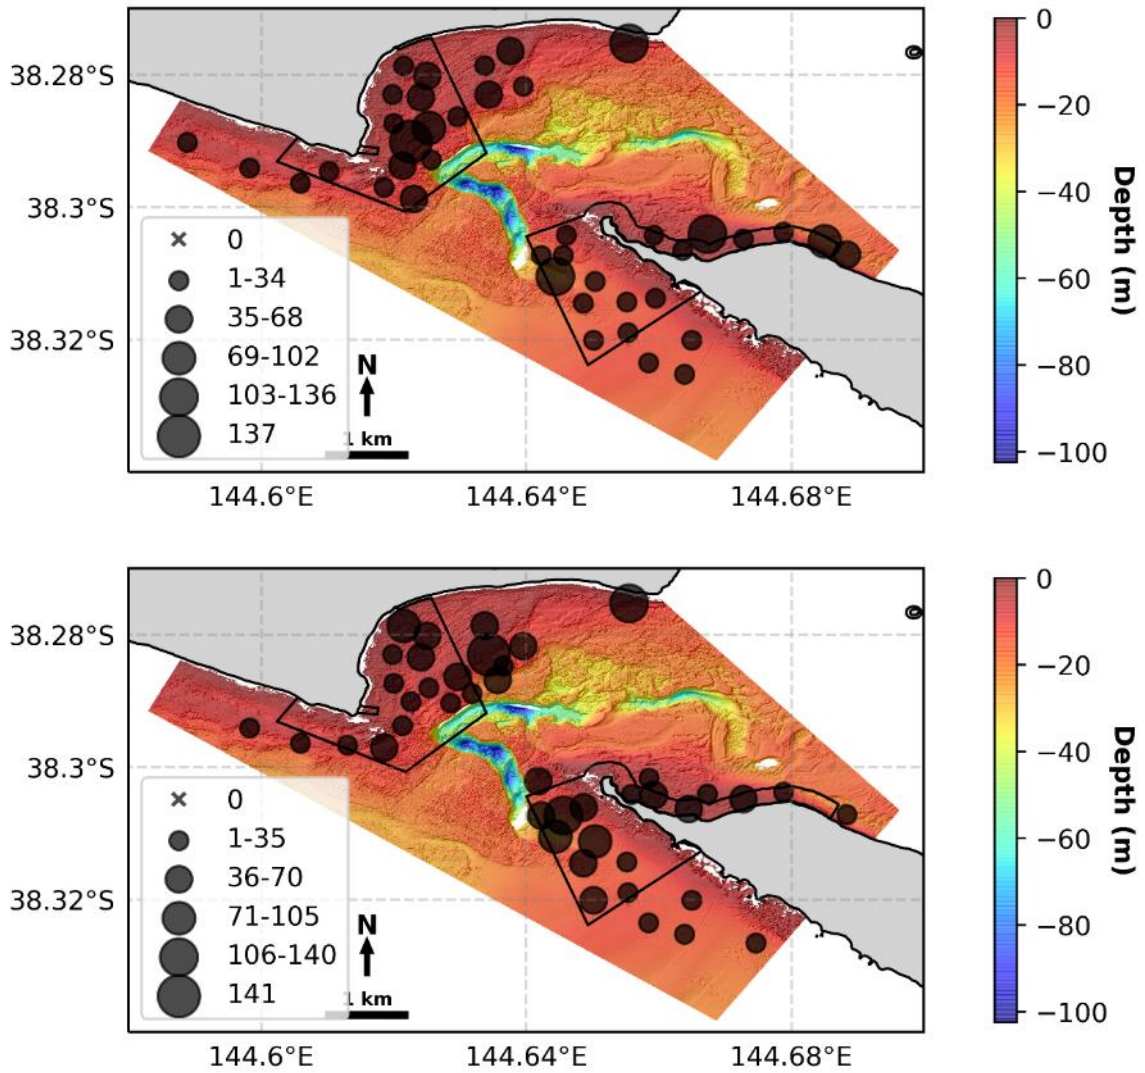 38.28°S
38.3°S
38.32°S
0
1-34
35-68
69-102
103-136
137
N
1 km
144.6°E
144.64°E
144.68°E
0
−20
−40
−60
−80
−100
Depth (m)
38.28°S
38.3°S
38.32°S
0
1-35
36-70
71-105
106-140
141
N
1 km
144.6°E
144.64°E
144.68°E
0
−20
−40
−60
−80
−100
Depth (m)